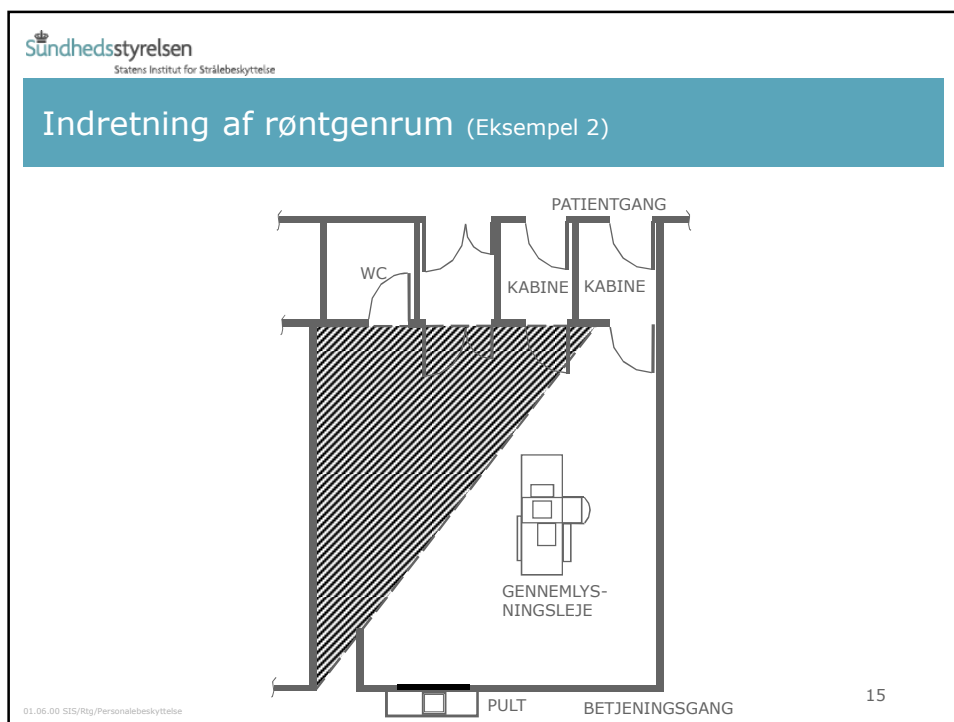 Sundhedsstyrelsen
Statens Institut for Strålebeskyttelse
Indretning af røntgenrum (Eksempel 2)
PATIENTGANG
WC
KABINE KABINE
GENNEMLYS-
NINGSLEJE
PULT
BETJENINGSGANG
15
01.06.00 SIS/Rtg/Personalebeskyttelse